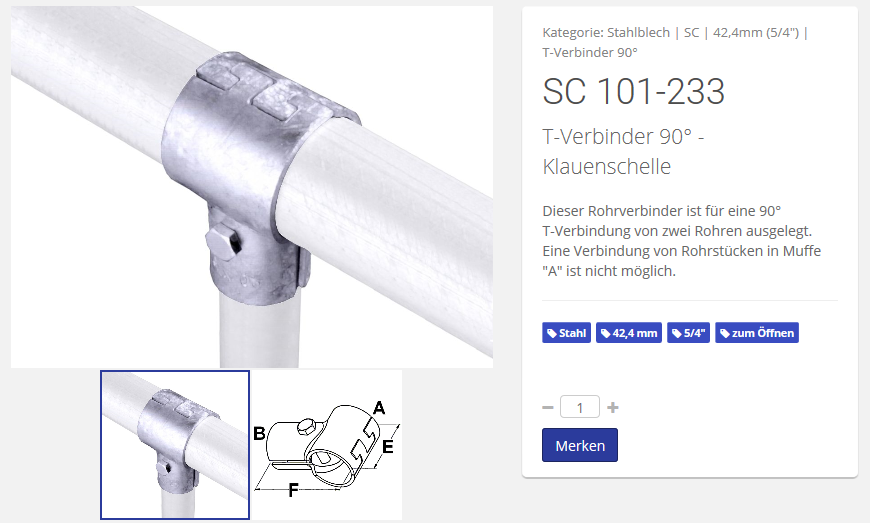 Kategorie: Stahlblech | SC | 42,4mm (5/4") |
T-Verbinder 90°
SC 101-233
T-Verbinder 90° -
Klauenschelle
Dieser Rohrverbinder ist für eine 90°
T-Verbindung von zwei Rohren ausgelegt.
Eine Verbindung von Rohrstücken in Muffe
"A" ist nicht möglich.
Stahl
42,4 mm
5/4"
zum Öffnen
1
Merken
A
B
E
F